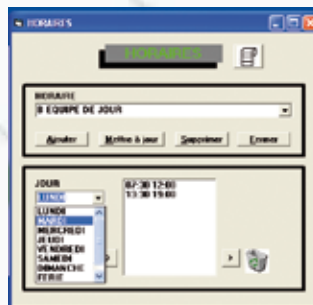 HORAIRES
HORAIRES
HORAIRE
B EQUIPE DE JOUR
Ajouter Mettre à jour Supprimer Fermer
JOUR
LUNDI
LUNDI
MARDI
MERCREDI
JEUDI
VENDREDI
SAMEDI
DIMANCHE
FERIE
07:30 12:00
13:30 19:00